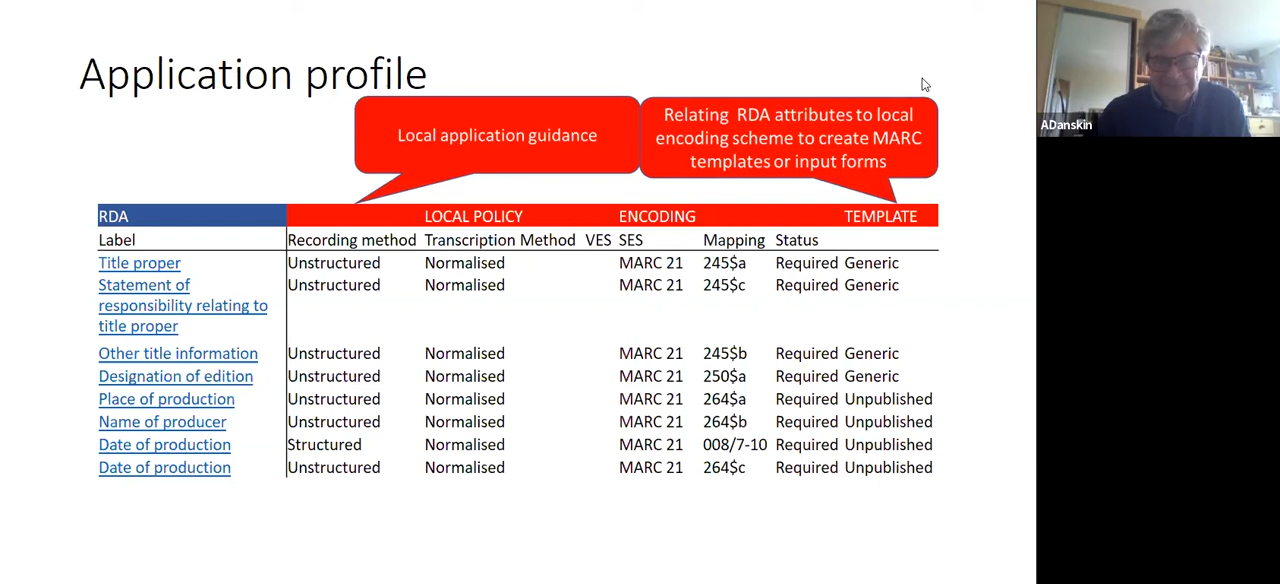 Application profile
Local application guidance
Relating RDA attributes to local
encoding scheme to create MARC
templates or input forms
ADanskin
RDA LOCAL POLICY ENCODING TEMPLATE
Label Recording method Transcription Method VES SES Mapping Status
Title proper Unstructured Normalised MARC 21 245$a Required Generic
Statement of Unstructured Normalised MARC 21 245$c Required Generic
responsibility relating to
title proper
Other title information Unstructured Normalised MARC 21 245$b Required Generic
Designation of edition Unstructured Normalised MARC 21 250$a Required Generic
Place of production Unstructured Normalised MARC 21 264$a Required Unpublished
Name of producer Unstructured Normalised MARC 21 264$b Required Unpublished
Date of production Structured Normalised MARC 21 008/7-10 Required Unpublished
Date of production Unstructured Normalised MARC 21 264$c Required Unpublished